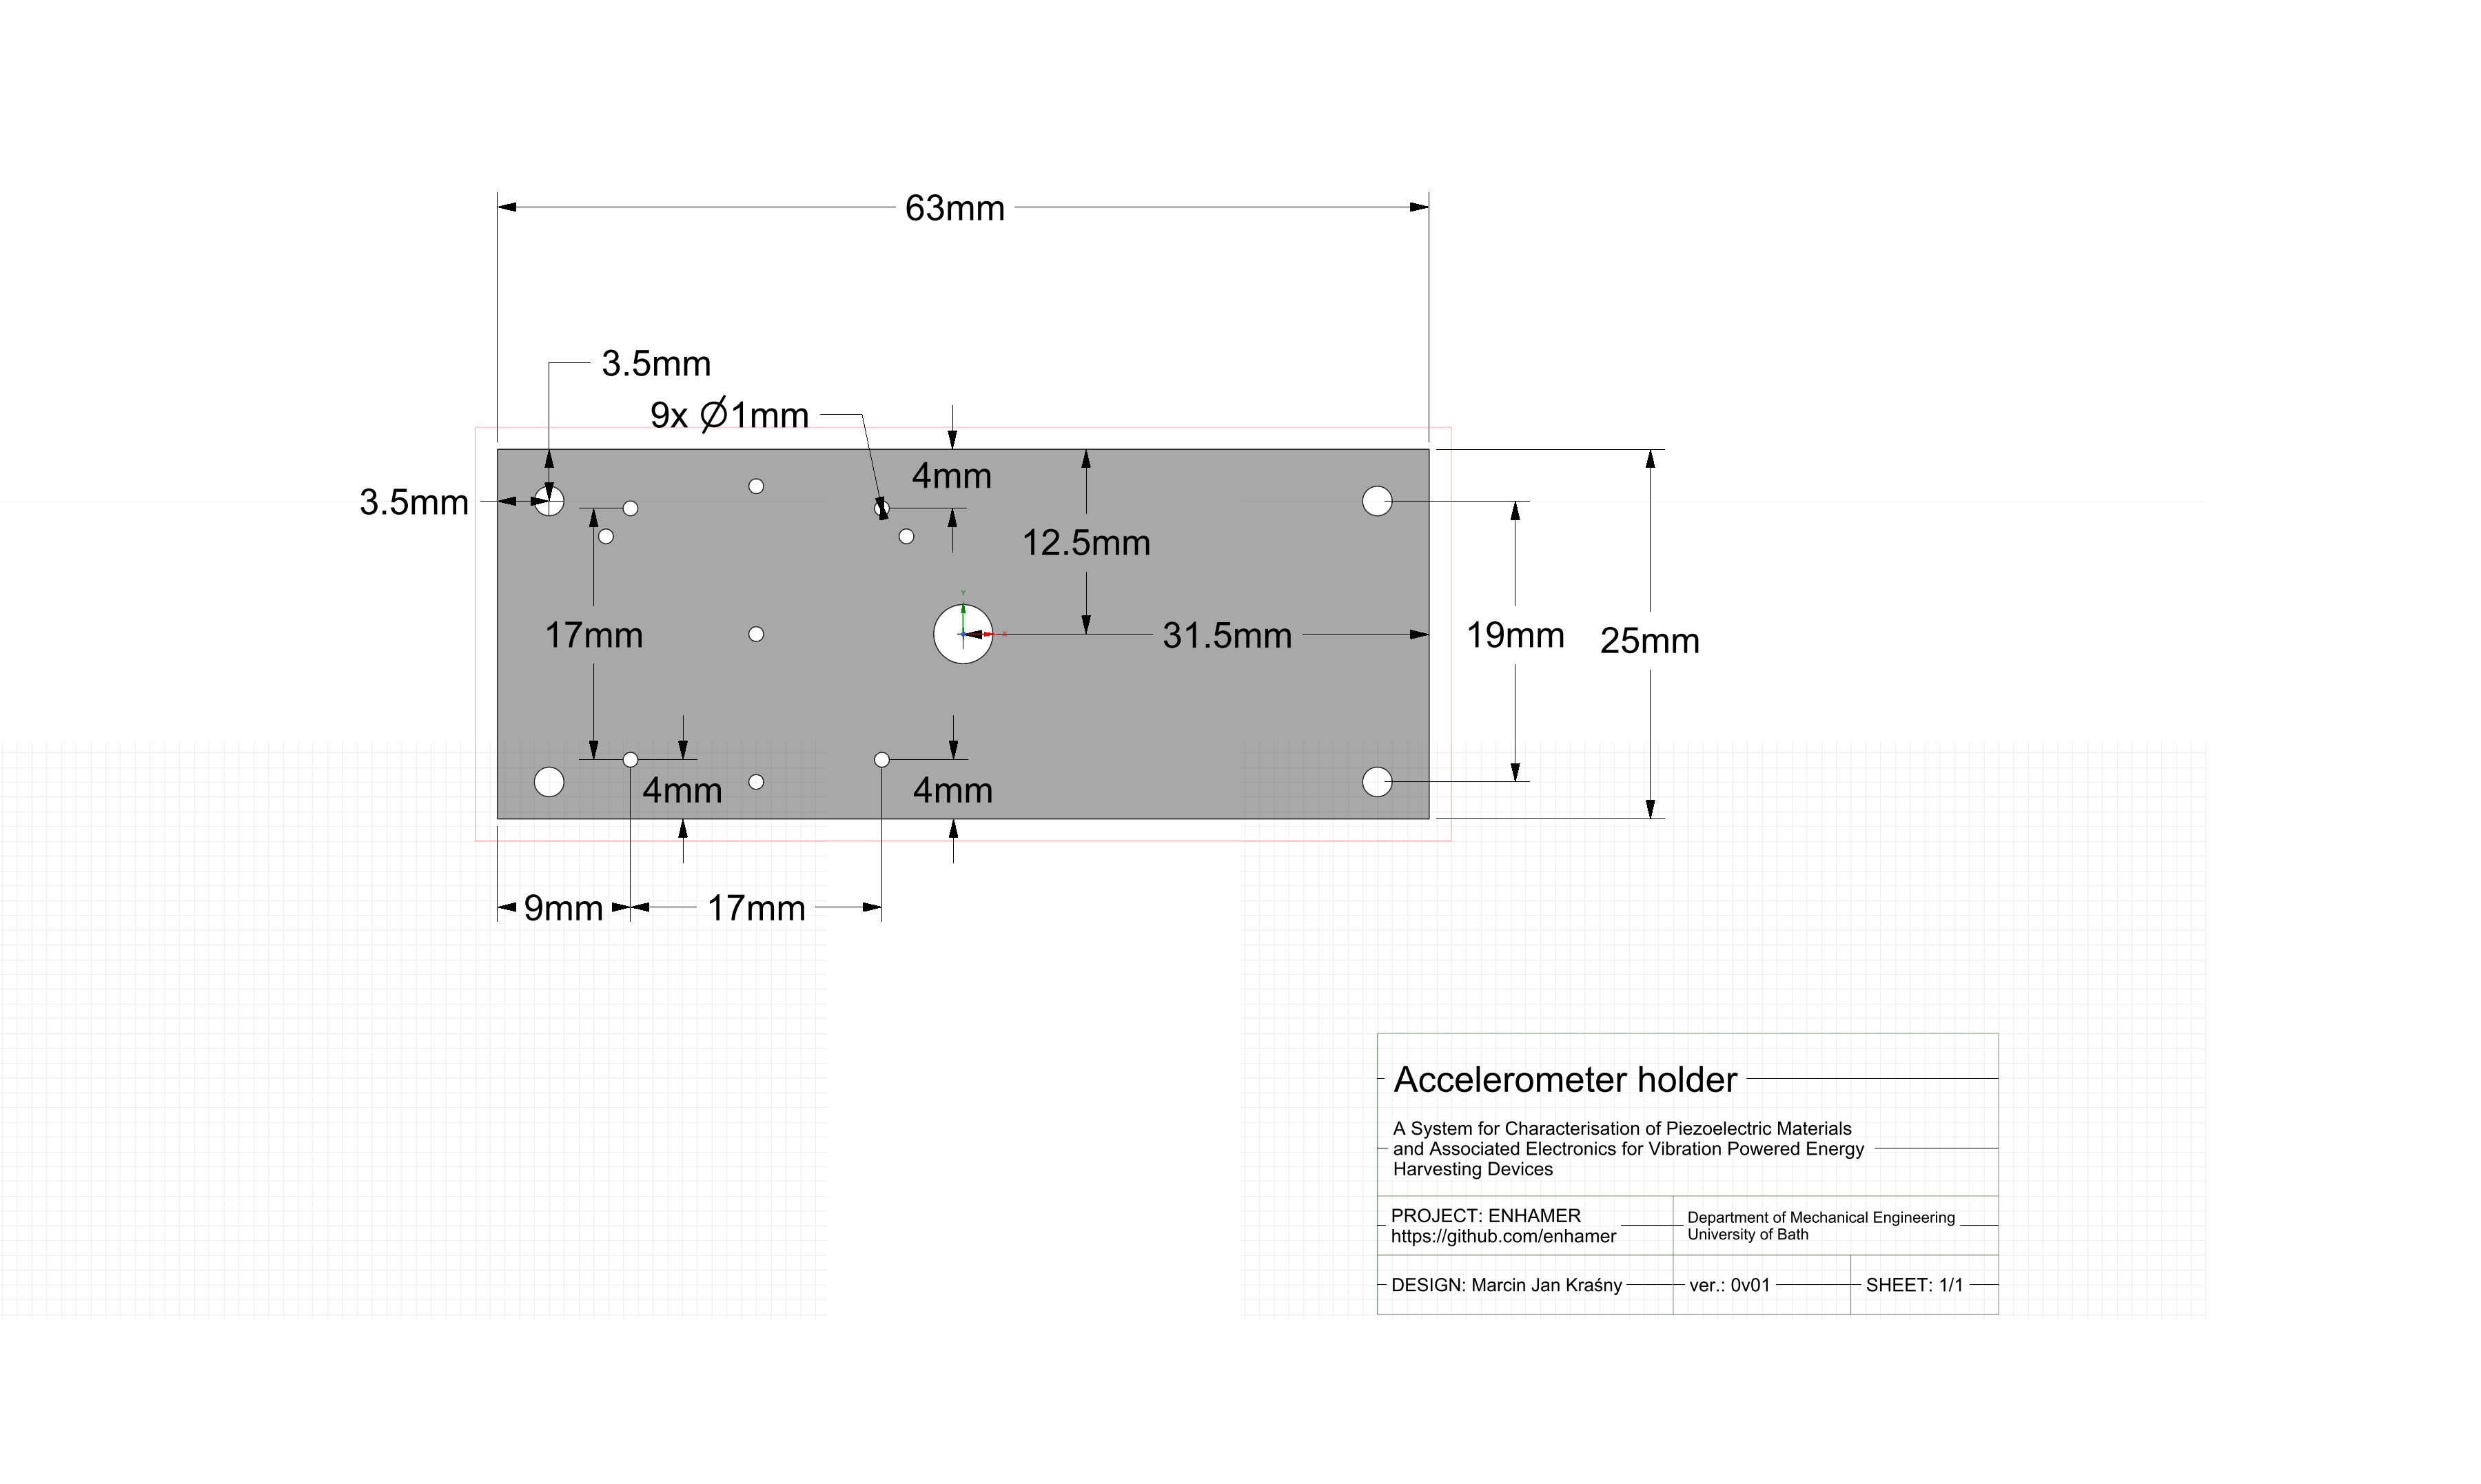 63mm
3.5mm
9x ∅1mm
4mm
3.5mm
12.5mm
17mm
31.5mm
19mm
25mm
4mm
4mm
9mm
17mm
Y
X
Accelerometer holder
A System for Characterisation of Piezoelectric Materials
and Associated Electronics for Vibration Powered Energy
Harvesting Devices
PROJECT: ENHAMER
https://github.com/enhamer
Department of Mechanical Engineering
University of Bath
DESIGN: Marcin Jan Kraśny
ver.: 0v01
SHEET: 1/1